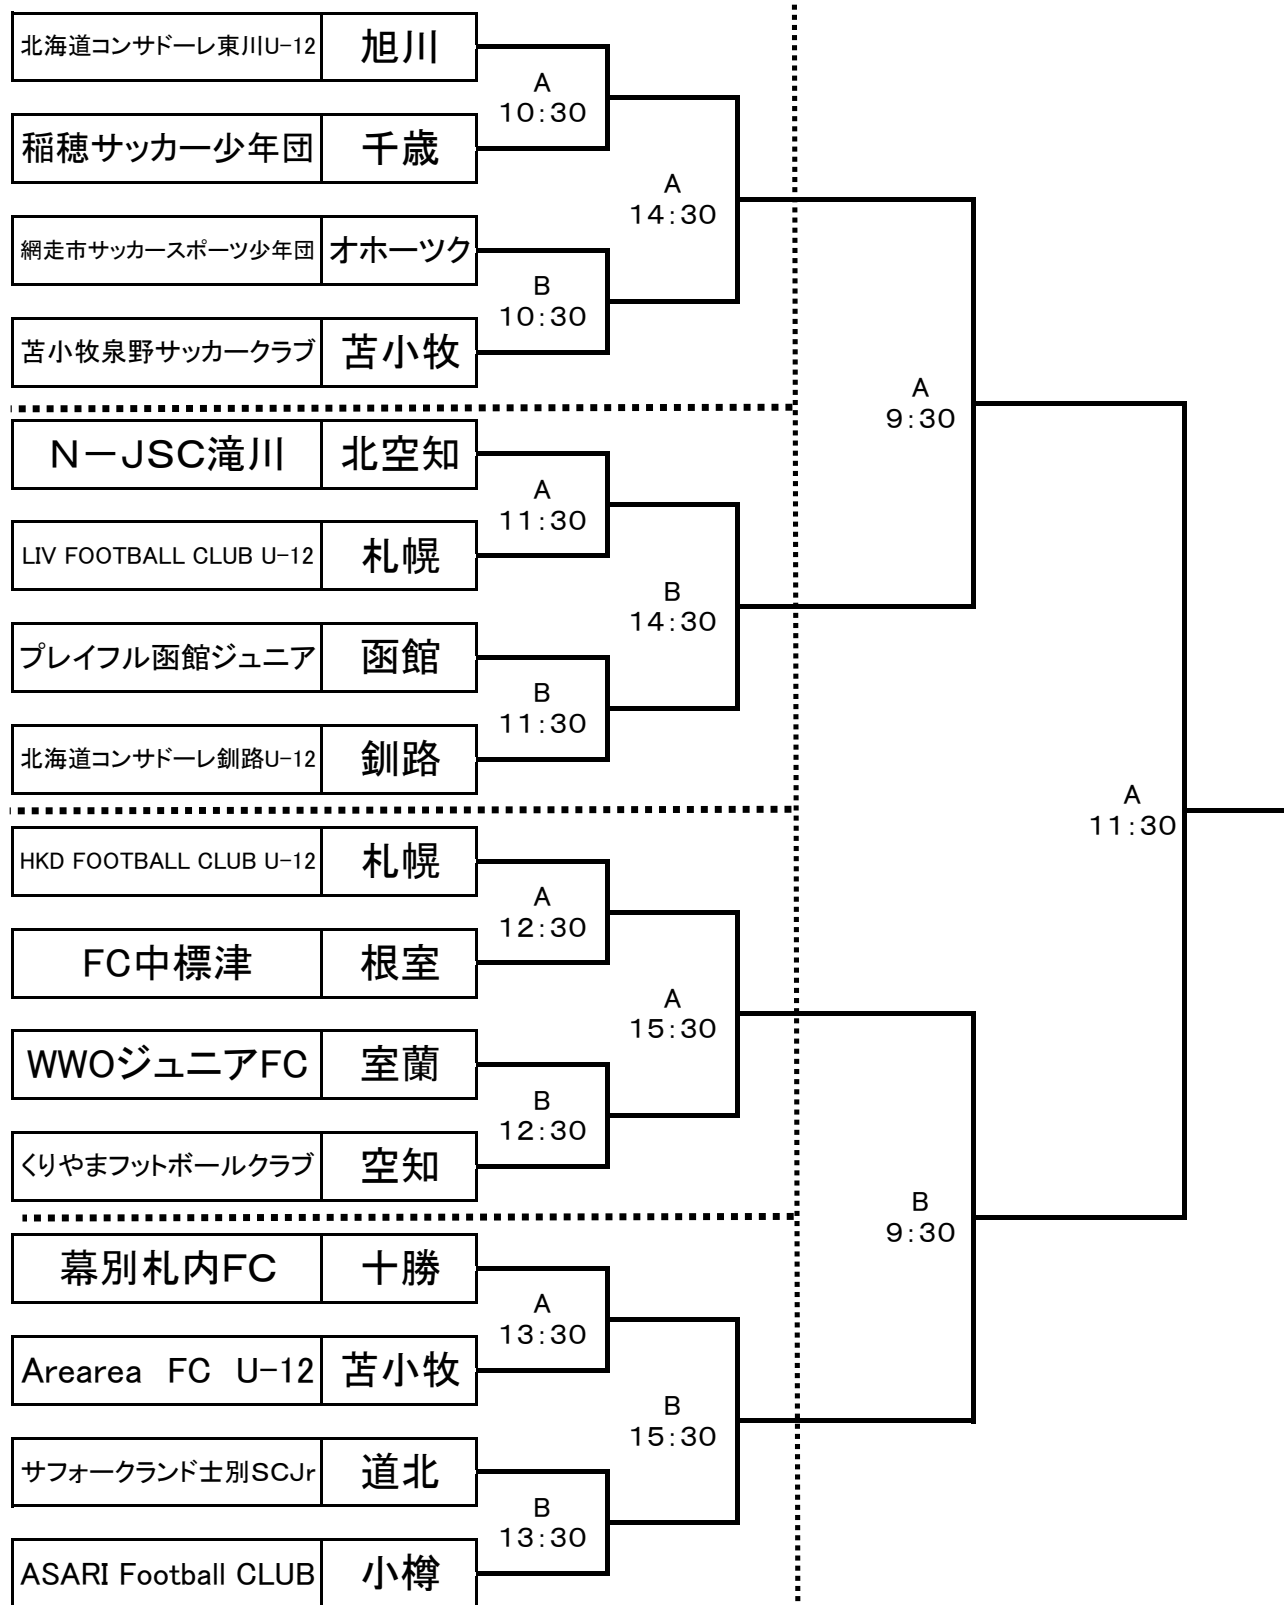 北海道コンサドーレ東川U-12 旭川
A
10:30
稲穂サッカー少年団 千歳
A
14:30
網走市サッカースポーツ少年団 オホーツク
B
10:30
苫小牧泉野サッカークラブ 苫小牧
A
9:30
N－JSC滝川 北空知
A
11:30
LIV FOOTBALL CLUB U-12 札幌
B
14:30
プレイフル函館ジュニア 函館
B
11:30
北海道コンサドーレ釧路U-12 釧路
A
11:30
HKD FOOTBALL CLUB U-12 札幌
A
12:30
FC中標津 根室
A
15:30
WWOジュニアFC 室蘭
B
12:30
くりやまフットボールクラブ 空知
B
9:30
幕別札内FC 十勝
A
13:30
Arearea　FC　U-12 苫小牧
B
15:30
サフォークランド士別SCJr 道北
B
13:30
ASARI Football CLUB 小樽